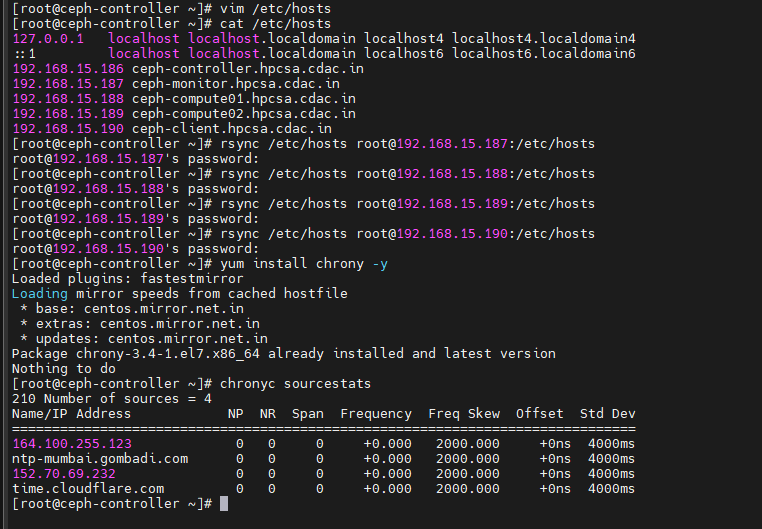 [root@ceph-controller ~]# vim /etc/hosts
[root@ceph-controller ~]# cat /etc/hosts
127.0.0.1   localhost localhost.localdomain localhost4 localhost4.localdomain4
::1         localhost localhost.localdomain localhost6 localhost6.localdomain6
192.168.15.186 ceph-controller.hpcsa.cdac.in
192.168.15.187 ceph-monitor.hpcsa.cdac.in
192.168.15.188 ceph-compute01.hpcsa.cdac.in
192.168.15.189 ceph-compute02.hpcsa.cdac.in
192.168.15.190 ceph-client.hpcsa.cdac.in
[root@ceph-controller ~]# rsync /etc/hosts root@192.168.15.187:/etc/hosts
root@192.168.15.187's password:
[root@ceph-controller ~]# rsync /etc/hosts root@192.168.15.188:/etc/hosts
root@192.168.15.188's password:
[root@ceph-controller ~]# rsync /etc/hosts root@192.168.15.189:/etc/hosts
root@192.168.15.189's password:
[root@ceph-controller ~]# rsync /etc/hosts root@192.168.15.190:/etc/hosts
root@192.168.15.190's password:
[root@ceph-controller ~]# yum install chrony -y
Loaded plugins: fastestmirror
Loading mirror speeds from cached hostfile
 * base: centos.mirror.net.in
 * extras: centos.mirror.net.in
 * updates: centos.mirror.net.in
Package chrony-3.4-1.el7.x86_64 already installed and latest version
Nothing to do
[root@ceph-controller ~]# chronyc sourcestats
210 Number of sources = 4
Name/IP Address            NP  NR  Span  Frequency  Freq Skew  Offset  Std Dev
==============================================================================
164.100.255.123             0   0     0     +0.000   2000.000     +0ns  4000ms
ntp-mumbai.gombadi.com      0   0     0     +0.000   2000.000     +0ns  4000ms
152.70.69.232               0   0     0     +0.000   2000.000     +0ns  4000ms
time.cloudflare.com         0   0     0     +0.000   2000.000     +0ns  4000ms
[root@ceph-controller ~]#